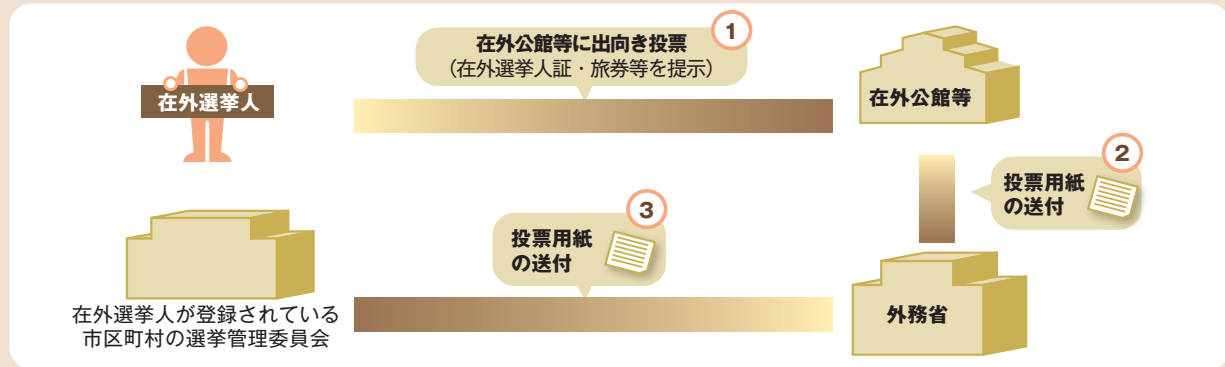 1
在外公館等に出向き投票
（在外選挙人証・旅券等を提示）
在外選挙人
在外公館等
2
投票用紙
の送付
3
投票用紙
の送付
外務省
在外選挙人が登録されている
市区町村の選挙管理委員会